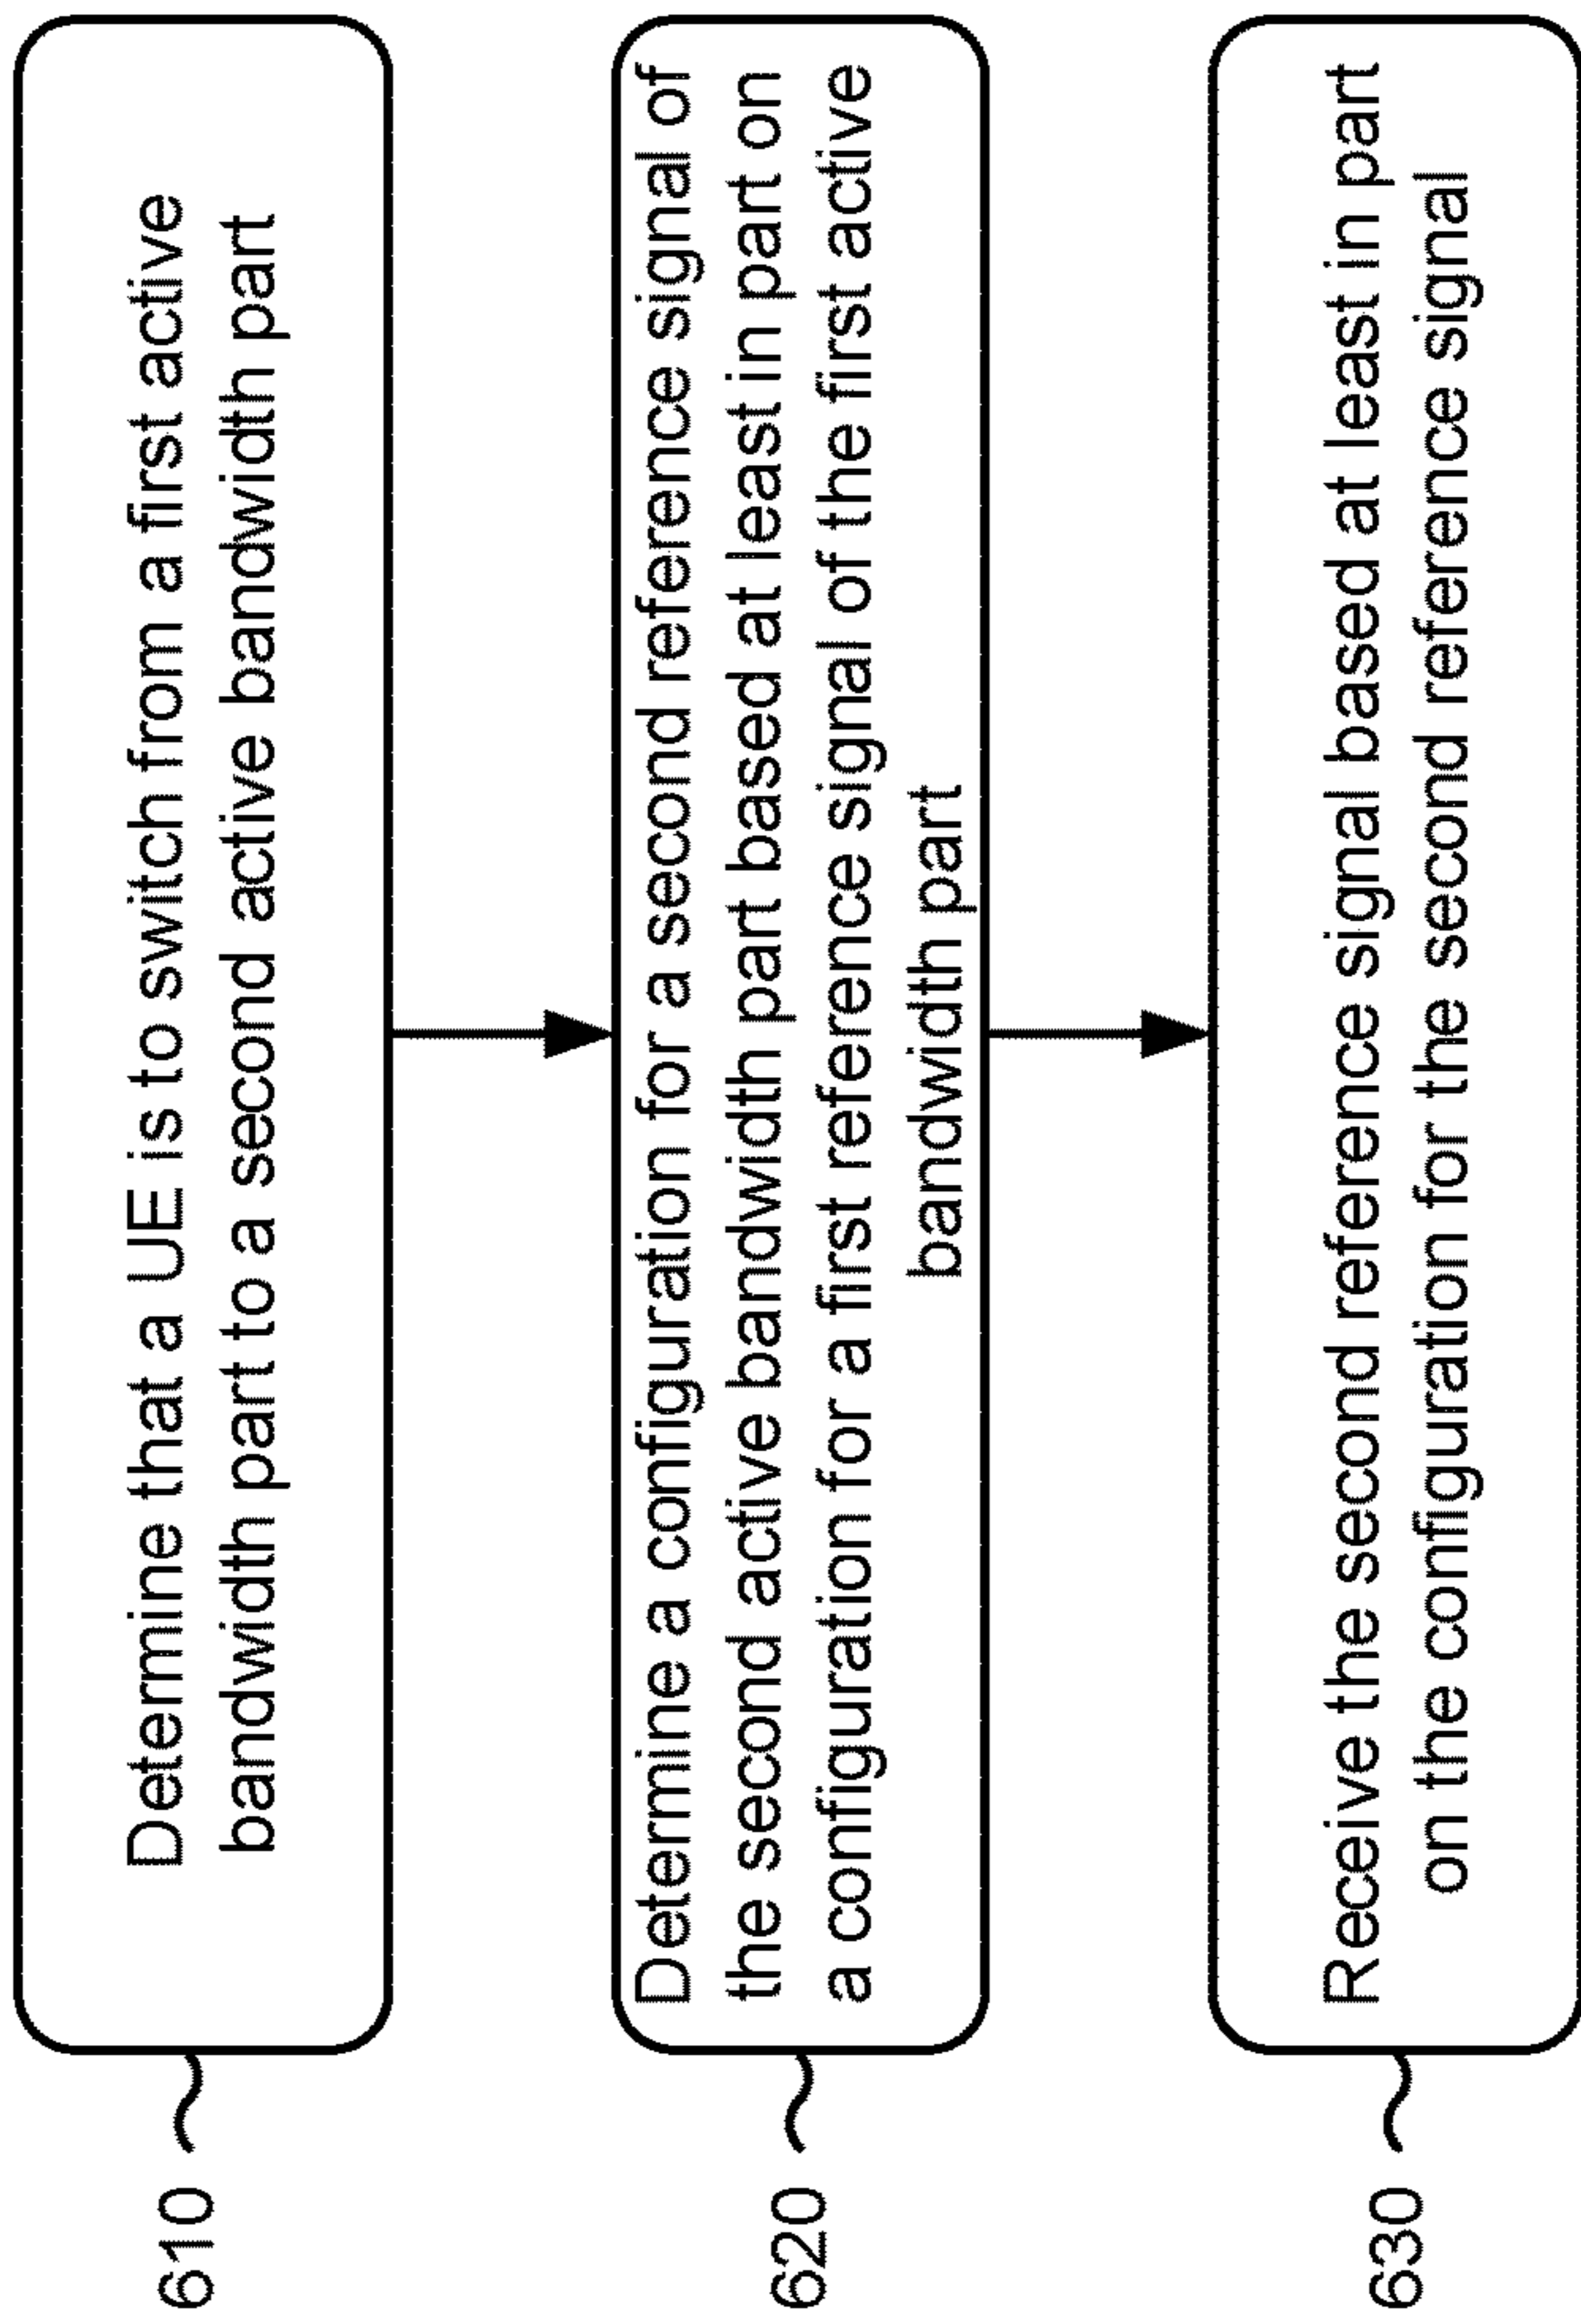 610
Determine that a UE is to switch from a first active
bandwidth part to a second active bandwidth part
620
Determine a configuration for a second reference signal of
the second active bandwidth part based at least in part on
a configuration for a first reference signal of the first active
bandwidth part
630
Receive the second reference signal based at least in part
on the configuration for the second reference signal